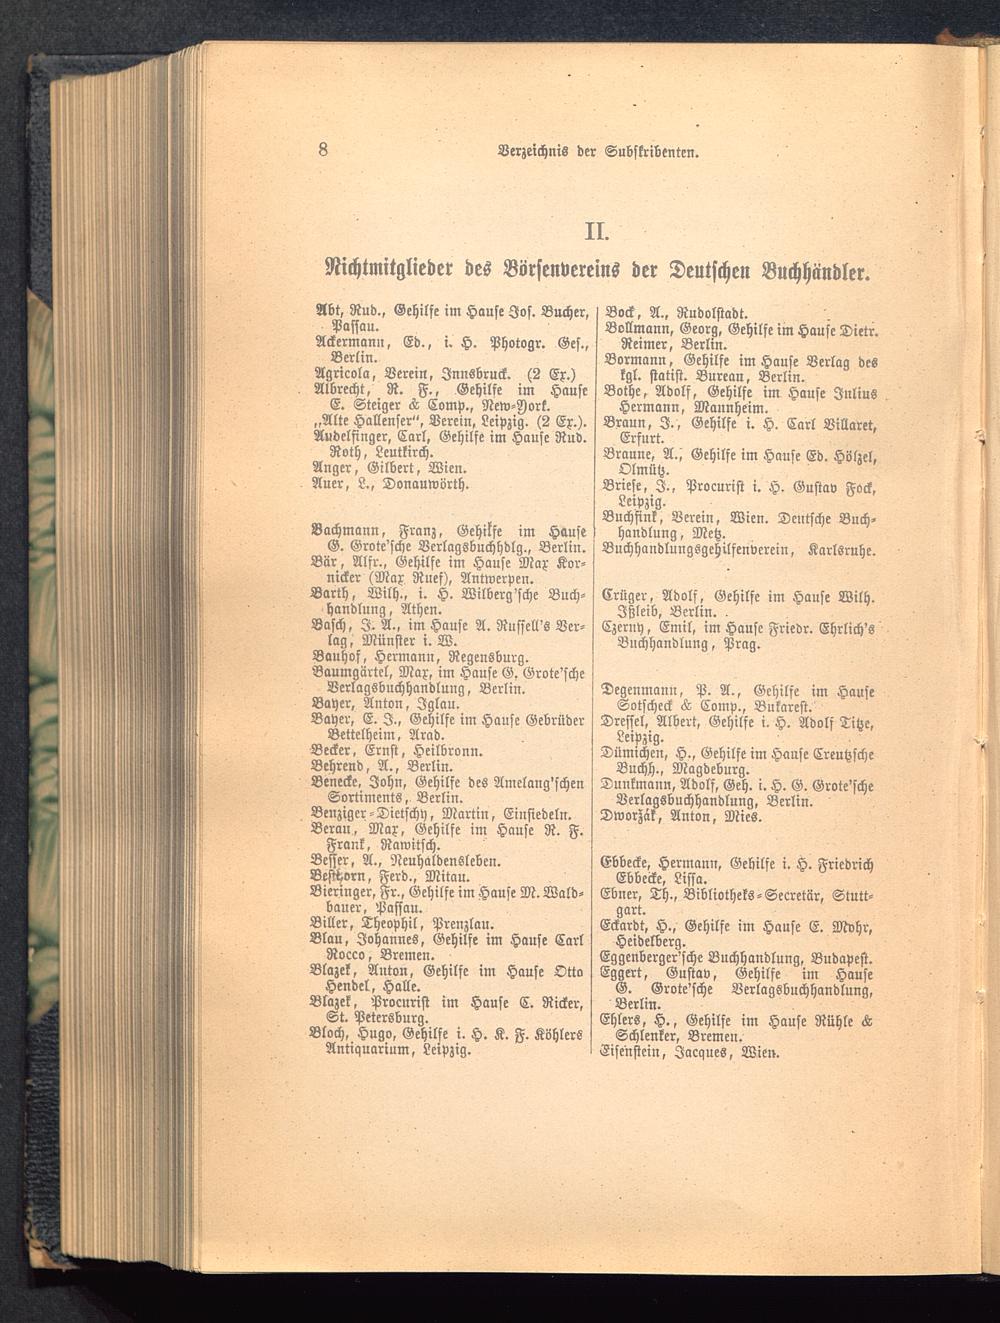 8
Verzeichnis der Subskribenten.
II.
Nichtmitglieder des Börsenvereins der Deutschen Buchhändler.
Abt, Rud., Gehilfe im Hause Jos. Bucher,
Passau.
Ackermann, Ed., i. H. Photogr. Ges.,
Berlin.
Agricola, Verein, Innsbruck. (2 Ex.)
Albrecht, R. F., Gehilfe im Hause
E. Steiger & Comp., New-York.
„Alte Hallenser“, Verein, Leipzig. (2 Ex.).
Andelfinger, Carl, Gehilfe im Hause Rud.
Roth, Leutkirch.
Anger, Gilbert, Wien.
Auer, L., Donauwörth.
Bachmann, Franz, Gehilfe im Hause
G. Grote'sche Verlagsbuchhdlg., Berlin.
Bär, Alfr., Gehilfe im Hause Max Kor-
nicker (Max Ruef), Antwerpen.
Barth, Wilh., i. H. Wilberg'sche Buch-
handlung, Athen.
Basch, J. A., im Hause A. Russell's Ver-
lag, Münster i. W.
Bauhof, Hermann, Regensburg.
Baumgärtel, Max, im Hause G. Grote'sche
Verlagsbuchhandlung, Berlin.
Bayer, Anton, Iglau.
Bayer, E. J., Gehilfe im Hause Gebrüder
Bettelheim, Arad.
Becker, Ernst, Heilbronn.
Behrend, A., Berlin.
Benecke, John, Gehilfe des Amelang'schen
Sortiments, Berlin.
Benziger-Dietschy, Martin, Einsiedeln.
Berau, Max, Gehilfe im Hause R. F.
Frank, Rawitsch.
Besser, A., Neuhaldensleben.
Besthorn, Ferd., Mitau.
Bieringer, Fr., Gehilfe im Hause M. Wald-
bauer, Passau.
Biller, Theophil, Prenzlau.
Blau, Johannes, Gehilfe im Hause Carl
Rocco, Bremen.
Blazek, Anton, Gehilfe im Hause Otto
Hendel, Halle.
Blazek, Procurist im Hause C. Ricker,
St. Petersburg.
Bloch, Hugo, Gehilfe i. H. K. F. Köhlers
Antiquarium, Leipzig.
Bock, A., Rudolstadt.
Bollmann, Georg, Gehilfe im Hause Dietr.
Reimer, Berlin.
Bormann, Gehilfe im Hause Verlag des
kgl. statist. Bureau, Berlin.
Bothe, Adolf, Gehilfe im Hause Julius
Hermann, Mannheim.
Braun, J., Gehilfe i. H. Carl Villaret,
Erfurt.
Braune, A., Gehilfe im Hause Ed. Hölzel,
Olmütz.
Briese, J., Procurist i. H. Gustav Fock,
Leipzig.
Buchfink, Verein, Wien. Deutsche Buch-
handlung, Metz.
Buchhandlungsgehilfenverein, Karlsruhe.
Crüger, Adolf, Gehilfe im Hause Wilh.
Ißleib, Berlin.
Czerny, Emil, im Hause Friedr. Ehrlich's
Buchhandlung, Prag.
Degenmann, P. A., Gehilfe im Hause
Sotscheck & Comp., Bukarest.
Dressel, Albert, Gehilfe i. H. Adolf Titze,
Leipzig.
Dümichen, H., Gehilfe im Hause Creutzsche
Buchh., Magdeburg.
Dunkmann, Adolf, Geh. i. H. G. Grote'sche
Verlagsbuchhandlung, Berlin.
Dworžák, Anton, Mies.
Ebbecke, Hermann, Gehilfe i. H. Friedrich
Ebbecke, Lissa.
Ebner, Th., Bibliotheks-Secretär, Stutt-
gart.
Eckardt, H., Gehilfe im Hause E. Mohr,
Heidelberg.
Eggenberger'sche Buchhandlung, Budapest.
Eggert, Gustav, Gehilfe im Hause
G. Grote'sche Verlagsbuchhandlung,
Berlin.
Ehlers, H., Gehilfe im Hause Rühle &
Schlenker, Bremen.
Eisenstein, Jacques, Wien.